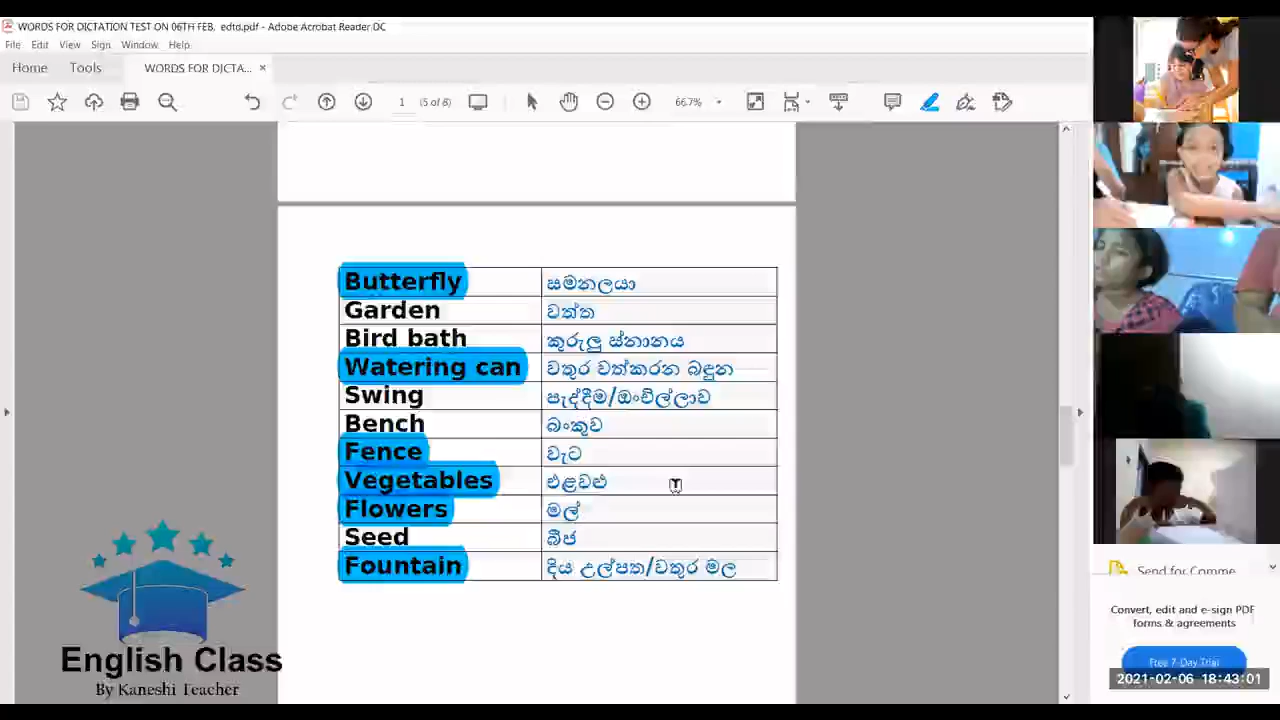 WORDS FOR DICTATION TEST ON 06TH FEB. edtd.pdf - Adobe Acrobat Reader DC
File Edit View Sign Window Help
Home Tools WORDS FOR DICTA... ×
1 (5 of 8) 66.7%
Butterfly සමනලයා
Garden වත්ත
Bird bath කුරුලු ස්නානය
Watering can වතුර වත්කරන බඳුන
Swing පැද්දීම/ඔංචිල්ලාව
Bench බංකුව
Fence වැට
Vegetables එළවළු
Flowers මල්
Seed බීජ
Fountain දිය උල්පත/වතුර මල
English Class
By Kaneshi Teacher
Send for Comme
Convert, edit and e-sign PDF
forms & agreements
Free 7-Day Trial
2021-02-06 18:43:01